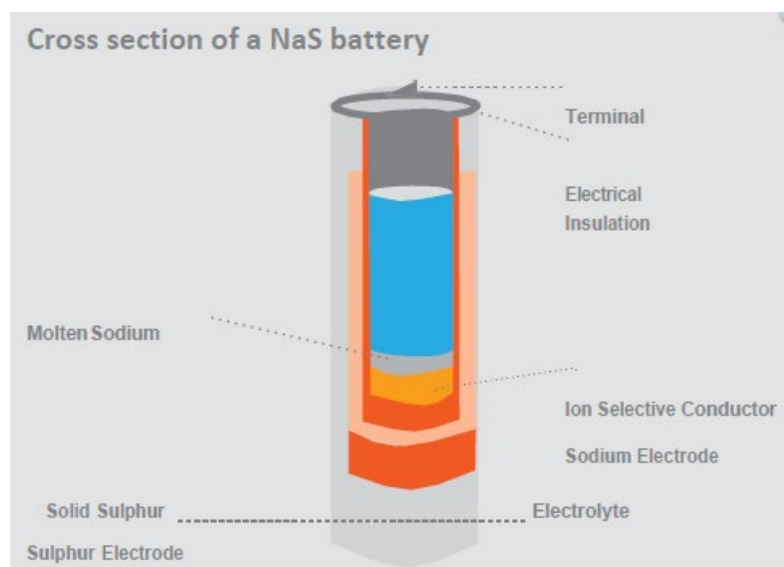 Cross section of a NaS battery
Terminal
Electrical
Insulation
Molten Sodium
Ion Selective Conductor
Sodium Electrode
Solid Sulphur
Electrolyte
Sulphur Electrode